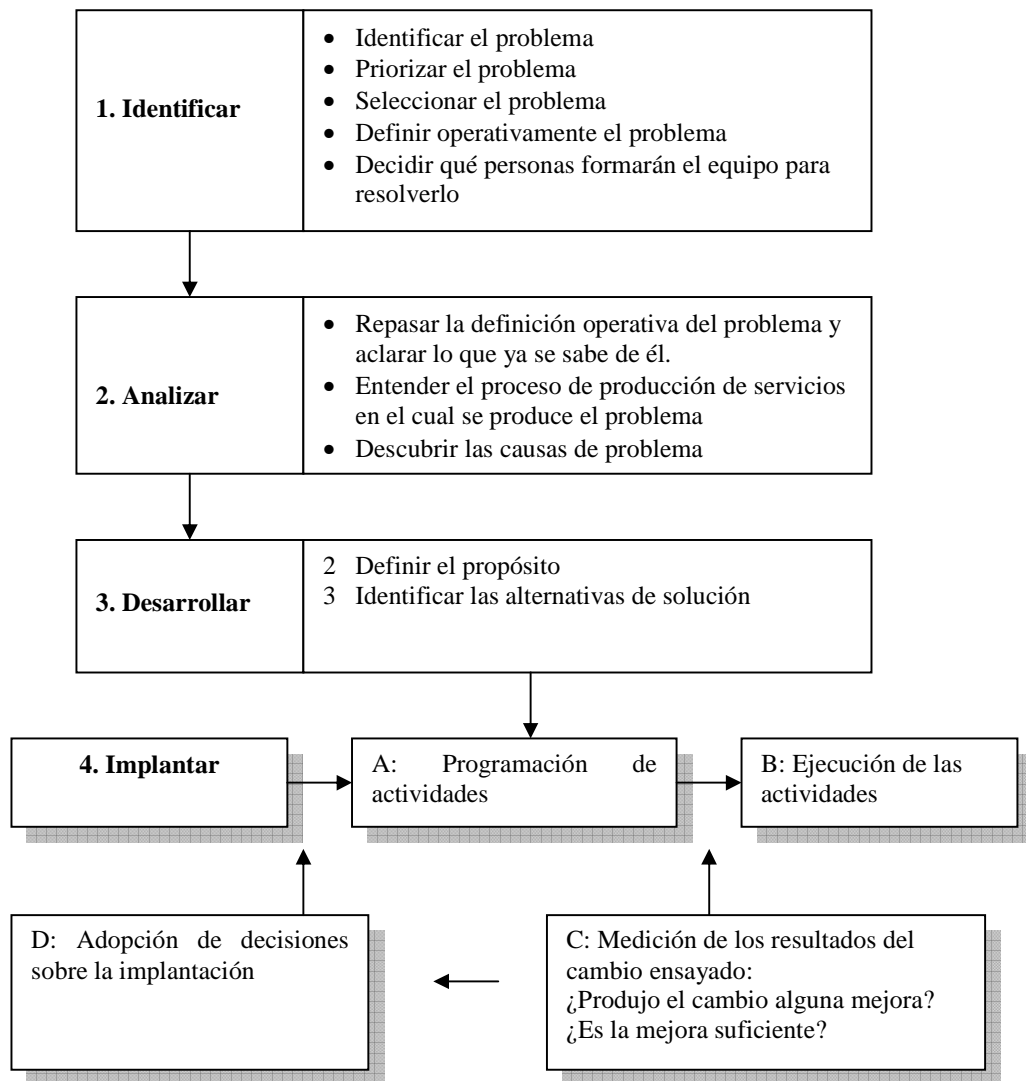 1. Identificar
• Identificar el problema
• Priorizar el problema
• Seleccionar el problema
• Definir operativamente el problema
• Decidir qué personas formarán el equipo para
resolverlo
2. Analizar
• Repasar la definición operativa del problema y
aclarar lo que ya se sabe de él.
• Entender el proceso de producción de servicios
en el cual se produce el problema
• Descubrir las causas de problema
3. Desarrollar
2 Definir el propósito
3 Identificar las alternativas de solución
4. Implantar
A: Programación de
actividades
B: Ejecución de las
actividades
D: Adopción de decisiones
sobre la implantación
C: Medición de los resultados del
cambio ensayado:
¿Produjo el cambio alguna mejora?
¿Es la mejora suficiente?